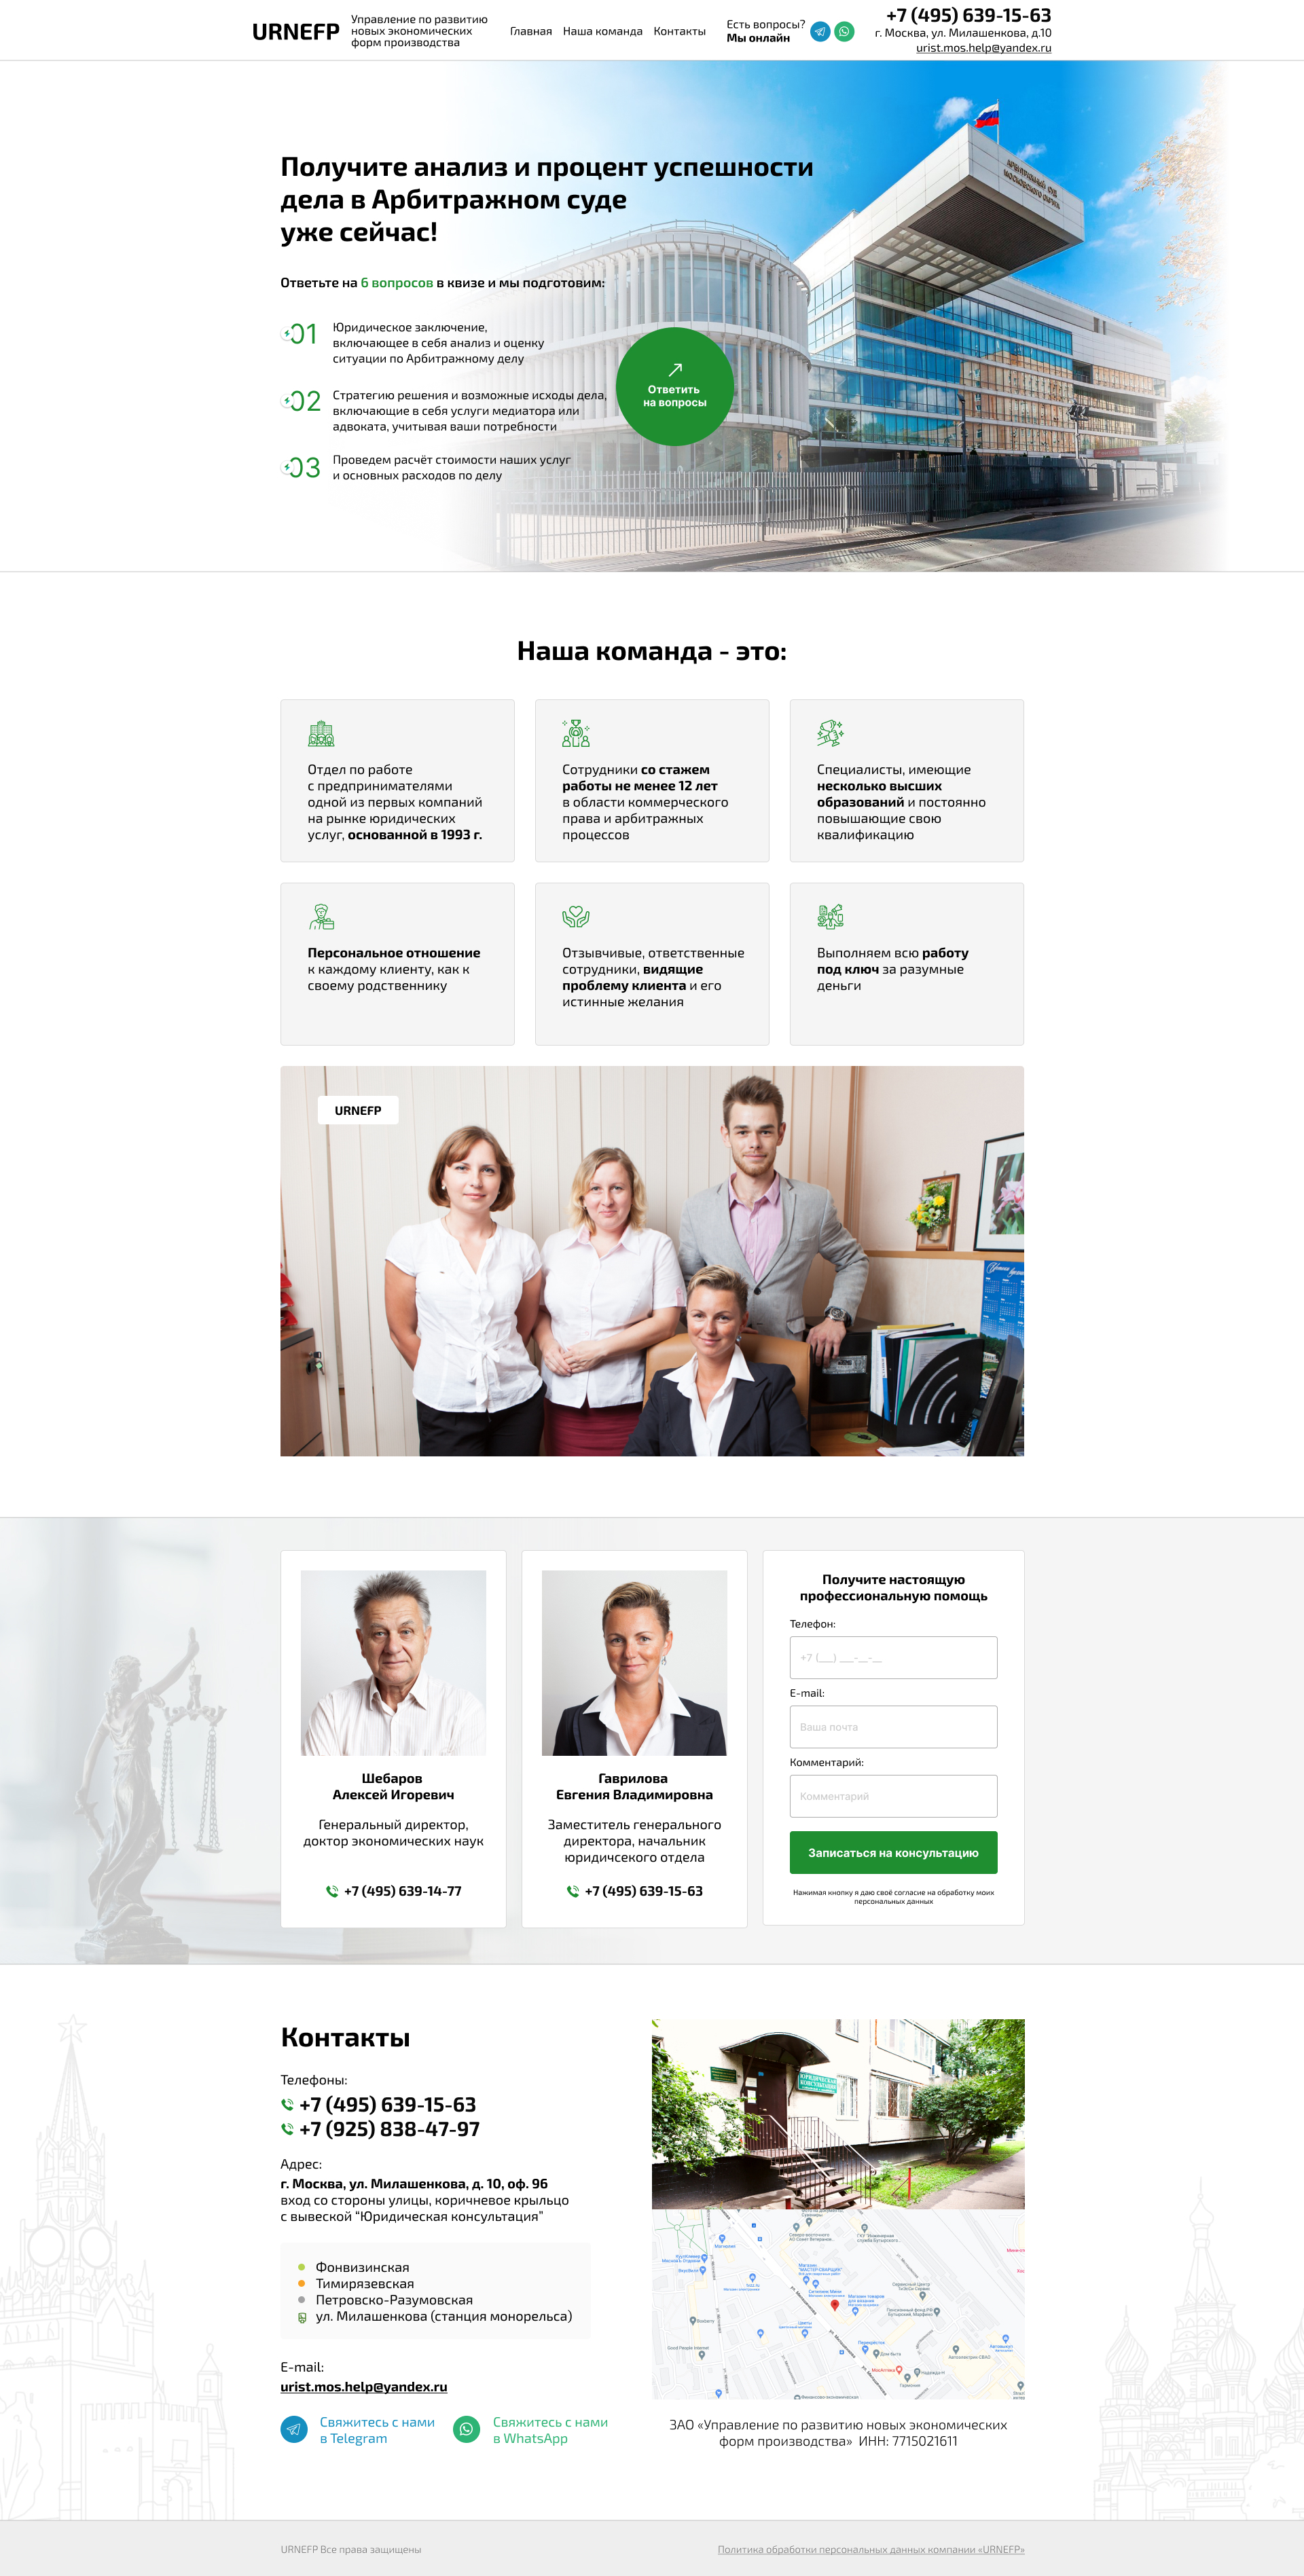 URNEFP
Управление по развитию
новых экономических
форм производства
Главная Наша команда Контакты
Есть вопросы?
Мы онлайн
+7 (495) 639-15-63
г. Москва, ул. Милашенкова, д.10
urist.mos.help@yandex.ru
АРБИТРАЖНЫЙ СУД
МОСКОВСКОГО ОКРУГА
Получите анализ и процент успешности
дела в Арбитражном суде
уже сейчас!
Ответьте на 6 вопросов в квизе и мы подготовим:
01
Юридическое заключение,
включающее в себя анализ и оценку
ситуации по Арбитражному делу
02
Стратегию решения и возможные исходы дела,
включающие в себя услуги медиатора или
адвоката, учитывая ваши потребности
03
Проведем расчёт стоимости наших услуг
и основных расходов по делу
Ответить
на вопросы
Наша команда - это:
Отдел по работе
с предпринимателями
одной из первых компаний
на рынке юридических
услуг, основанной в 1993 г.
Сотрудники со стажем
работы не менее 12 лет
в области коммерческого
права и арбитражных
процессов
Специалисты, имеющие
несколько высших
образований и постоянно
повышающие свою
квалификацию
Персональное отношение
к каждому клиенту, как к
своему родственнику
Отзывчивые, ответственные
сотрудники, видящие
проблему клиента и его
истинные желания
Выполняем всю работу
под ключ за разумные
деньги
URNEFP
Шебаров
Алексей Игоревич
Генеральный директор,
доктор экономических наук
+7 (495) 639-14-77
Гаврилова
Евгения Владимировна
Заместитель генерального
директора, начальник
юридичсекого отдела
+7 (495) 639-15-63
Получите настоящую
профессиональную помощь
Телефон:
+7 (__) ___-__-__
E-mail:
Ваша почта
Комментарий:
Комментарий
Записаться на консультацию
Нажимая кнопку я даю своё согласие на обработку моих
персональных данных
Контакты
Телефоны:
+7 (495) 639-15-63
+7 (925) 838-47-97
Адрес:
г. Москва, ул. Милашенкова, д. 10, оф. 96
вход со стороны улицы, коричневое крыльцо
с вывеской “Юридическая консультация”
Фонвизинская
Тимирязевская
Петровско-Разумовская
ул. Милашенкова (станция монорельса)
E-mail:
urist.mos.help@yandex.ru
Свяжитесь с нами
в Telegram
Свяжитесь с нами
в WhatsApp
ЮРИДИЧЕСКАЯ
КОНСУЛЬТАЦИЯ
ЗАО «Управление по развитию новых экономических
форм производства» ИНН: 7715021611
URNEFP Все права защищены
Политика обработки персональных данных компании «URNEFP»